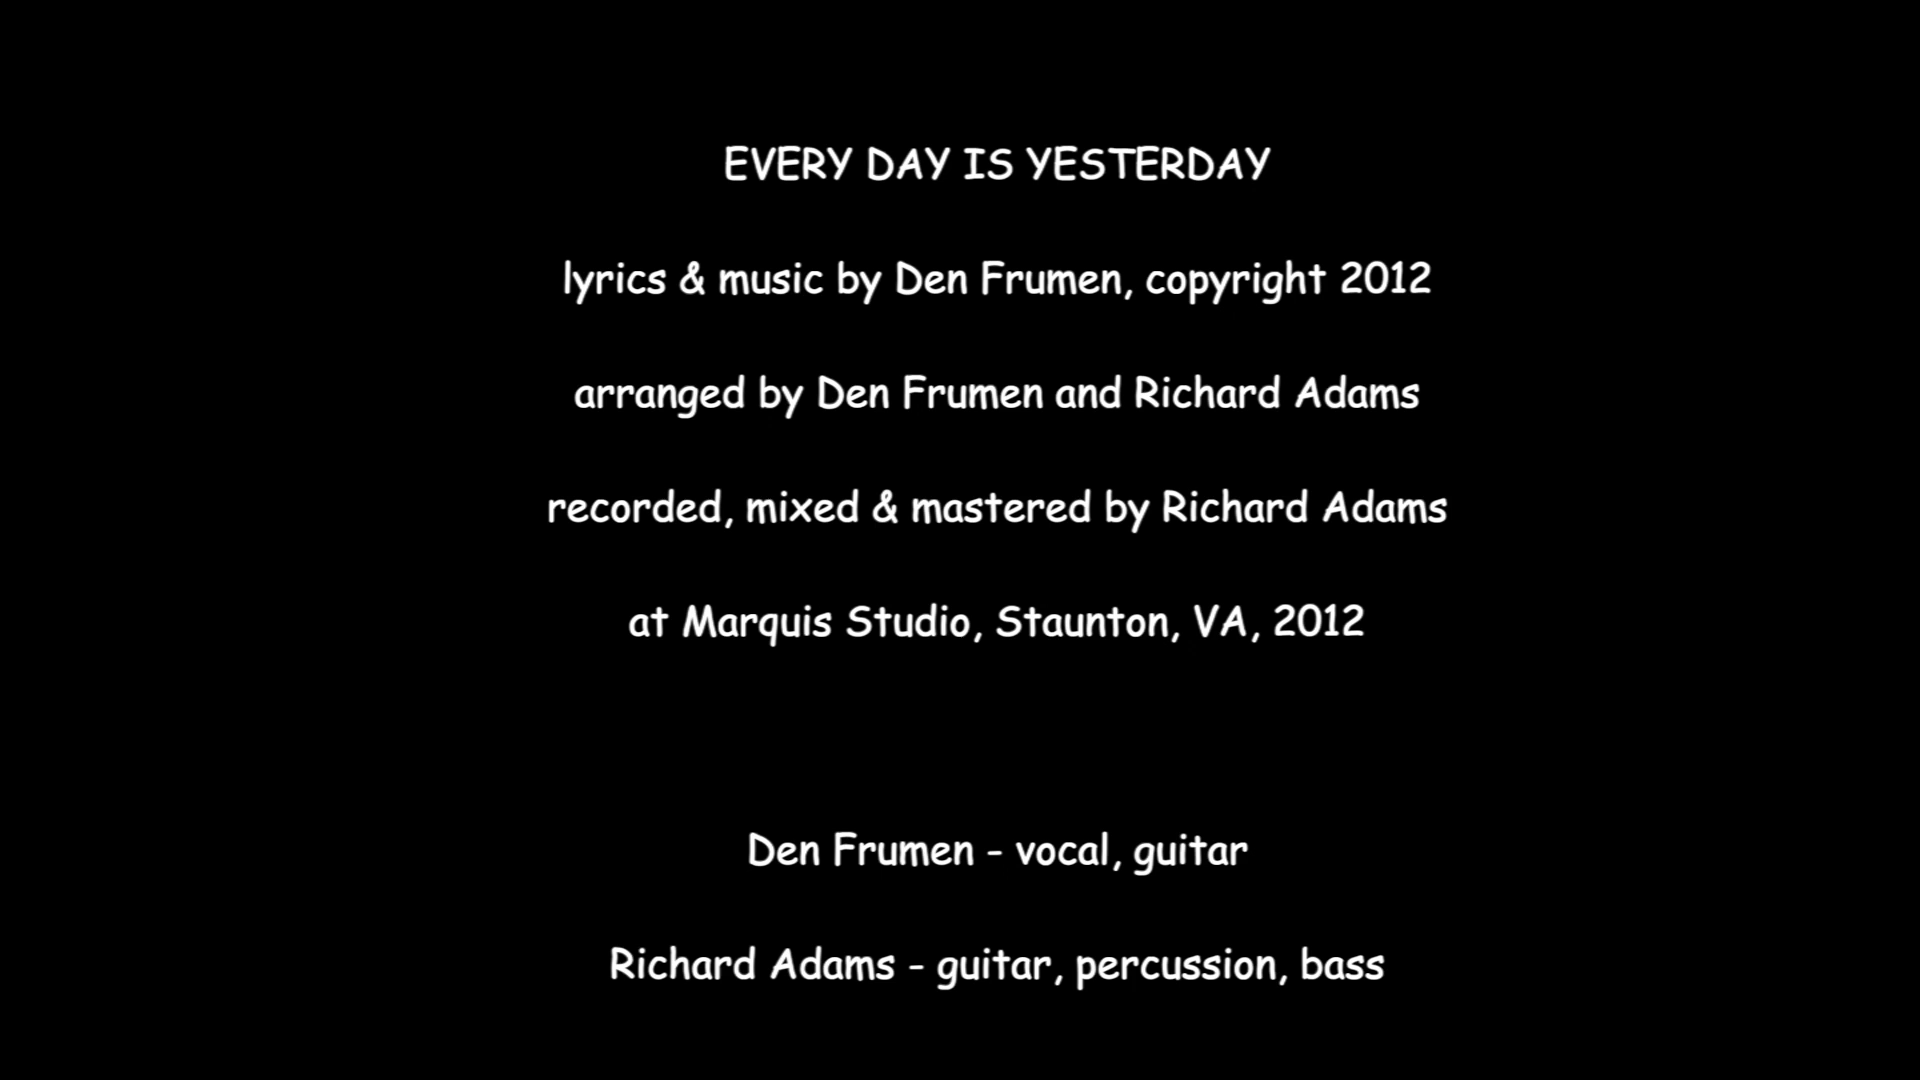 EVERY DAY IS YESTERDAY
lyrics & music by Den Frumen, copyright 2012
arranged by Den Frumen and Richard Adams
recorded, mixed & mastered by Richard Adams
at Marquis Studio, Staunton, VA, 2012
Den Frumen - vocal, guitar
Richard Adams - guitar, percussion, bass